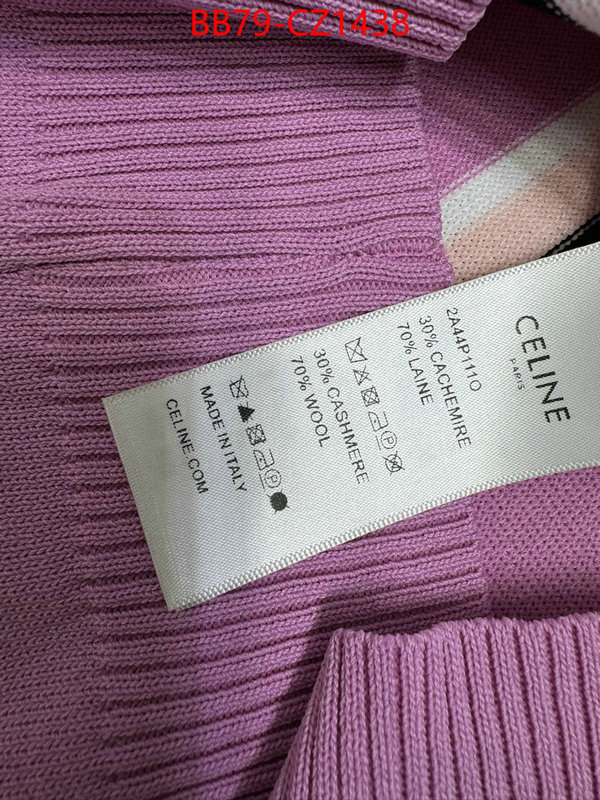 BB79-CZ1438
CELINE
PARIS
2A44P111O
30% CACHEMIRE
70% LAINE
30% CASHMERE
70% WOOL
MADE IN ITALY
CELINE.COM